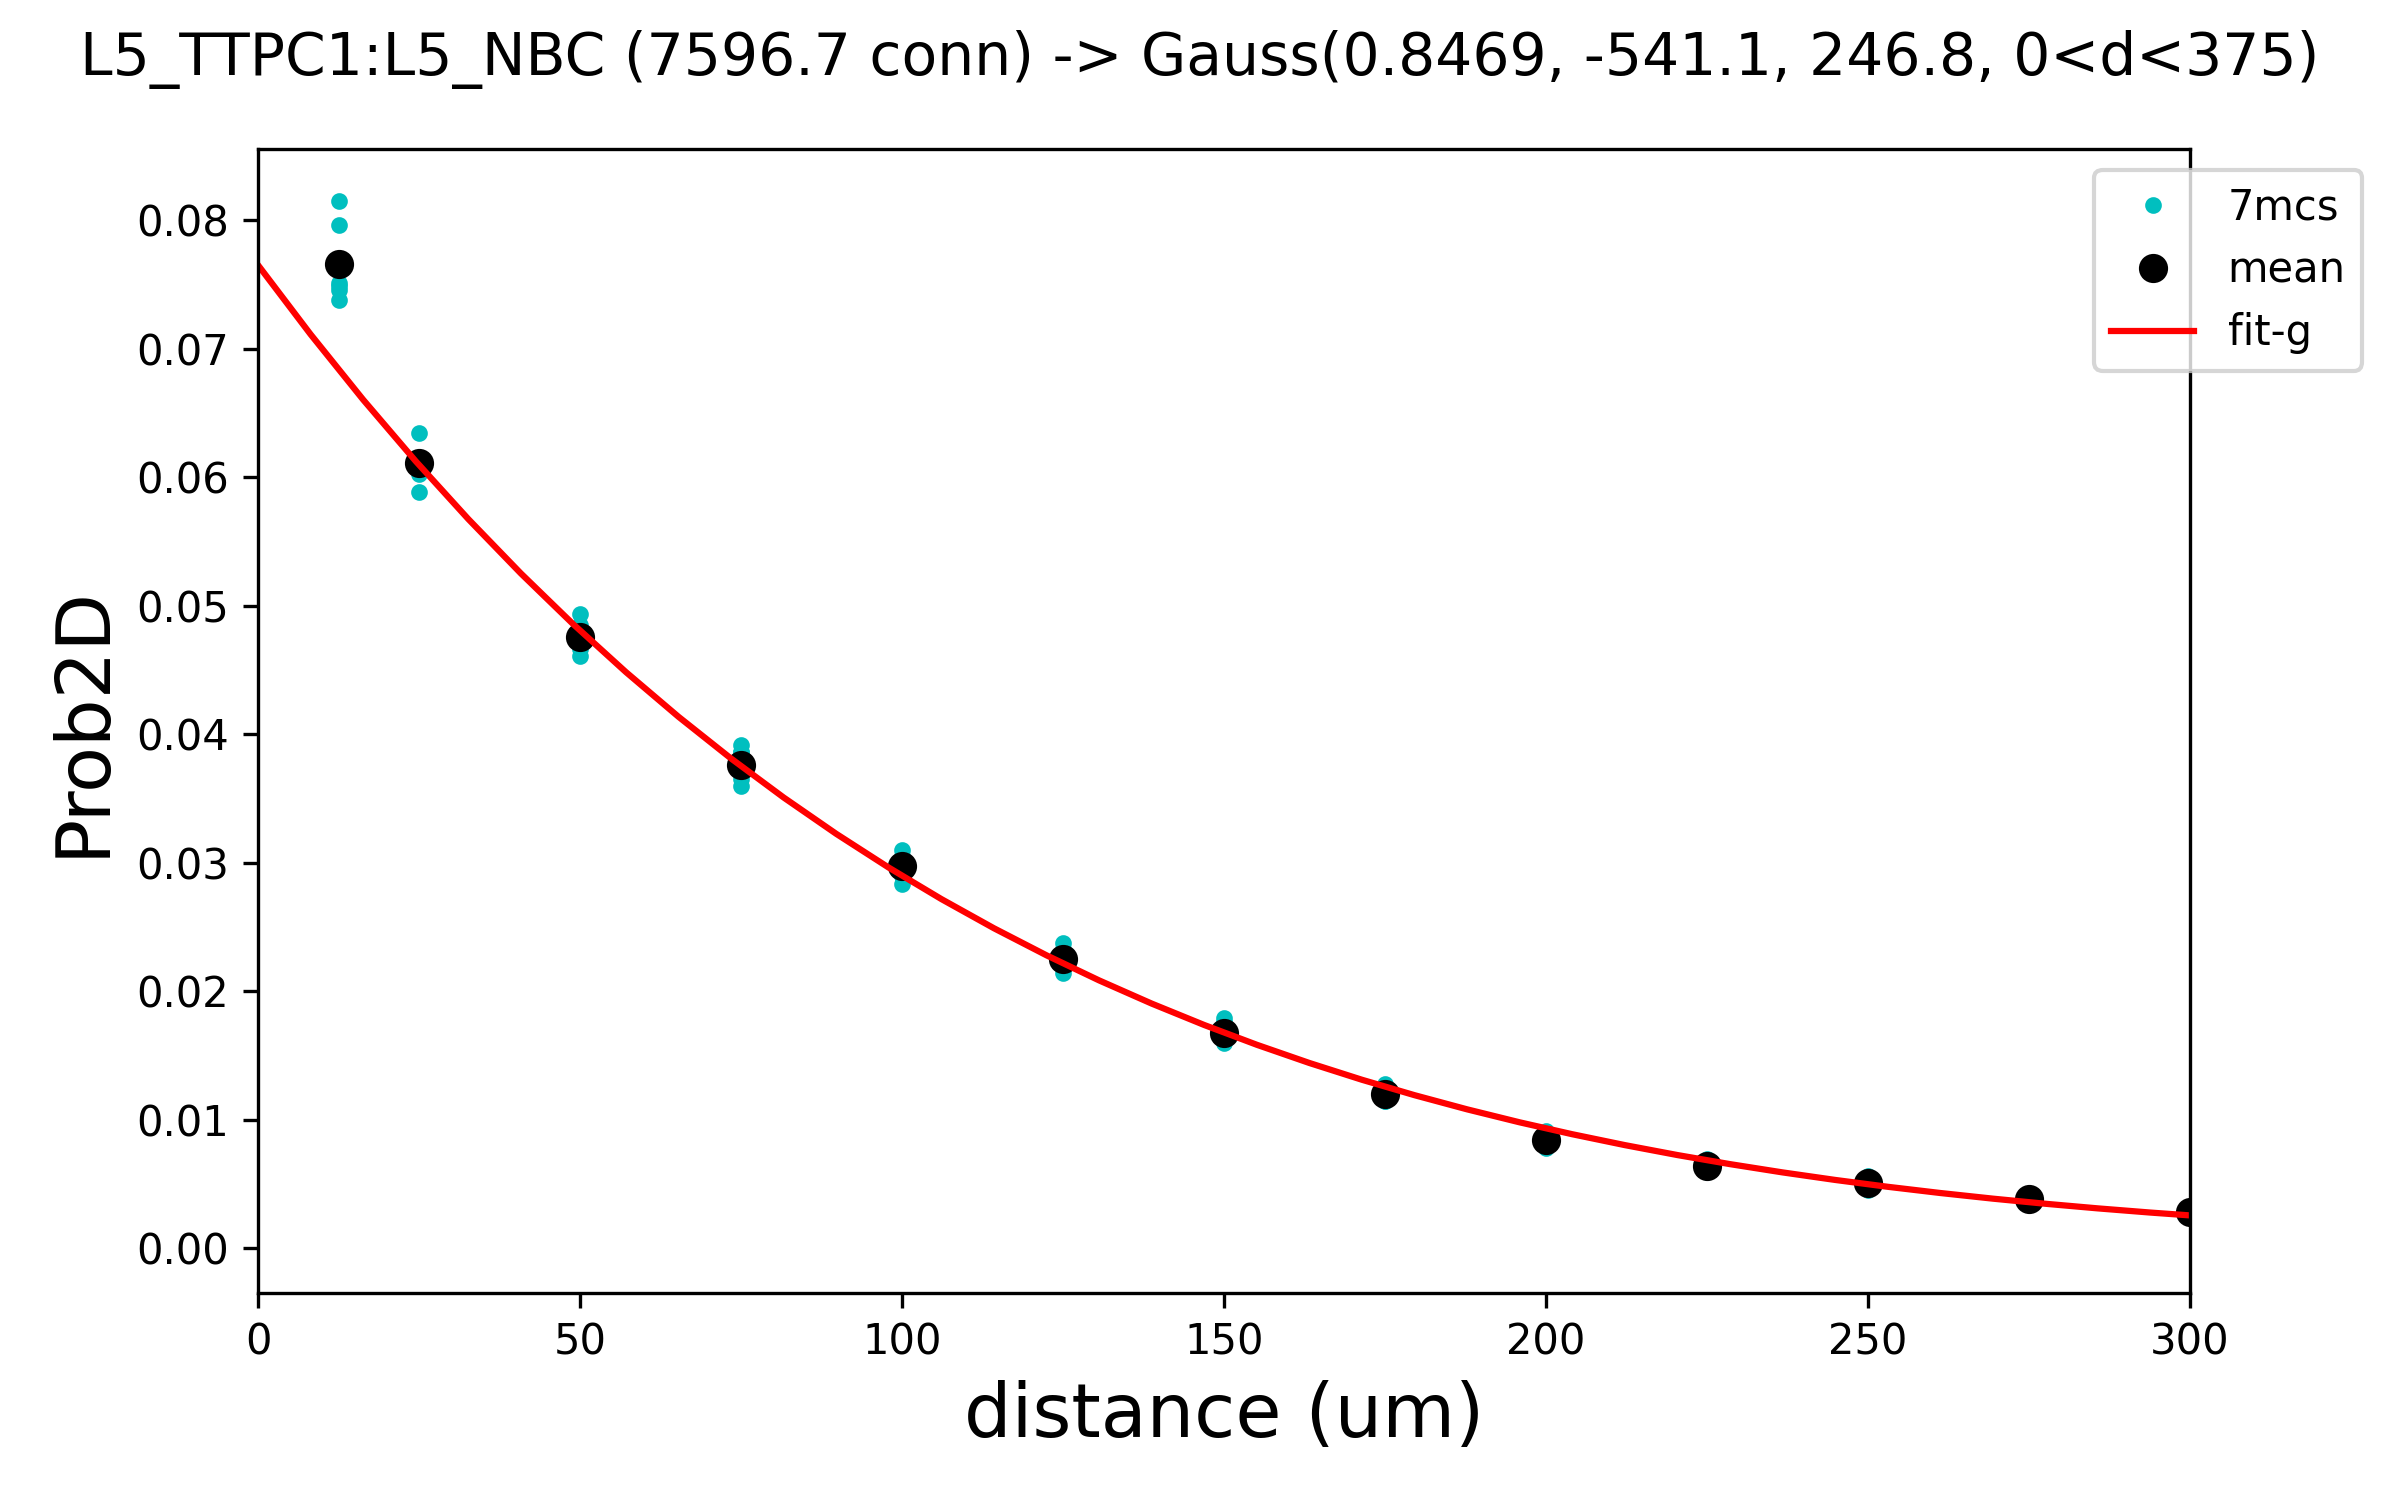 L5_TTPC1:L5_NBC (7596.7 conn) -> Gauss(0.8469, -541.1, 246.8, 0<d<375)
7mcs
mean
fit-g
Prob2D
0.08
0.07
0.06
0.05
0.04
0.03
0.02
0.01
0.00
0 50 100 150 200 250 300
distance (um)